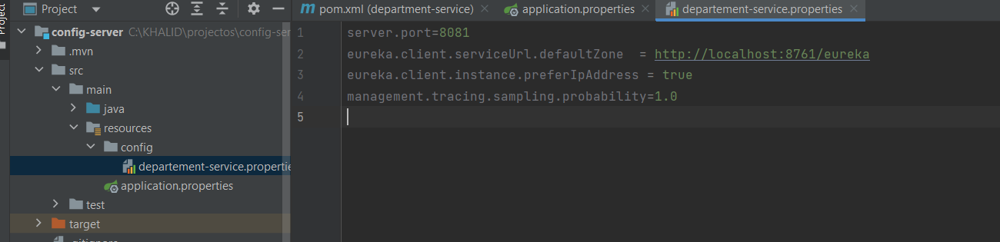 Project
Project
pom.xml (department-service)
application.properties
departement-service.properties
config-server C:\KHALID\projectos\config-ser
.mvn
src
main
java
resources
config
departement-service.propertie
application.properties
test
target
.gitignore
1 server.port=8081
2 eureka.client.serviceUrl.defaultZone  = http://localhost:8761/eureka
3 eureka.client.instance.preferIpAddress = true
4 management.tracing.sampling.probability=1.0
5